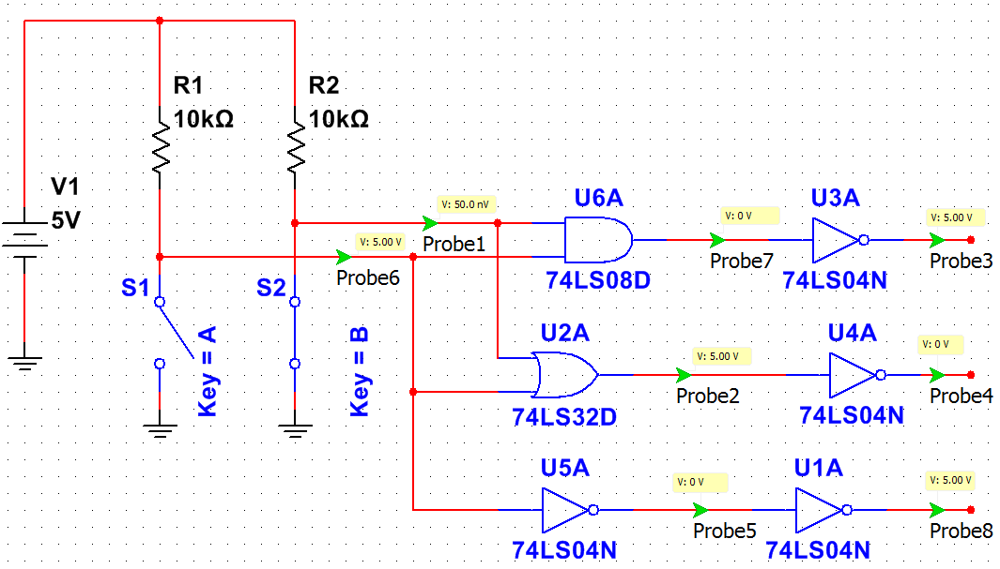 R1
10kΩ
R2
10kΩ
V1
5V
V: 50.0 nV
Probe1
V: 5.00 V
Probe6
U6A
74LS08D
V: 0 V
Probe7
U3A
74LS04N
V: 5.00 V
Probe3
S1
Key = A
S2
Key = B
U2A
74LS32D
V: 5.00 V
Probe2
U4A
74LS04N
V: 0 V
Probe4
U5A
74LS04N
V: 0 V
Probe5
U1A
74LS04N
V: 5.00 V
Probe8